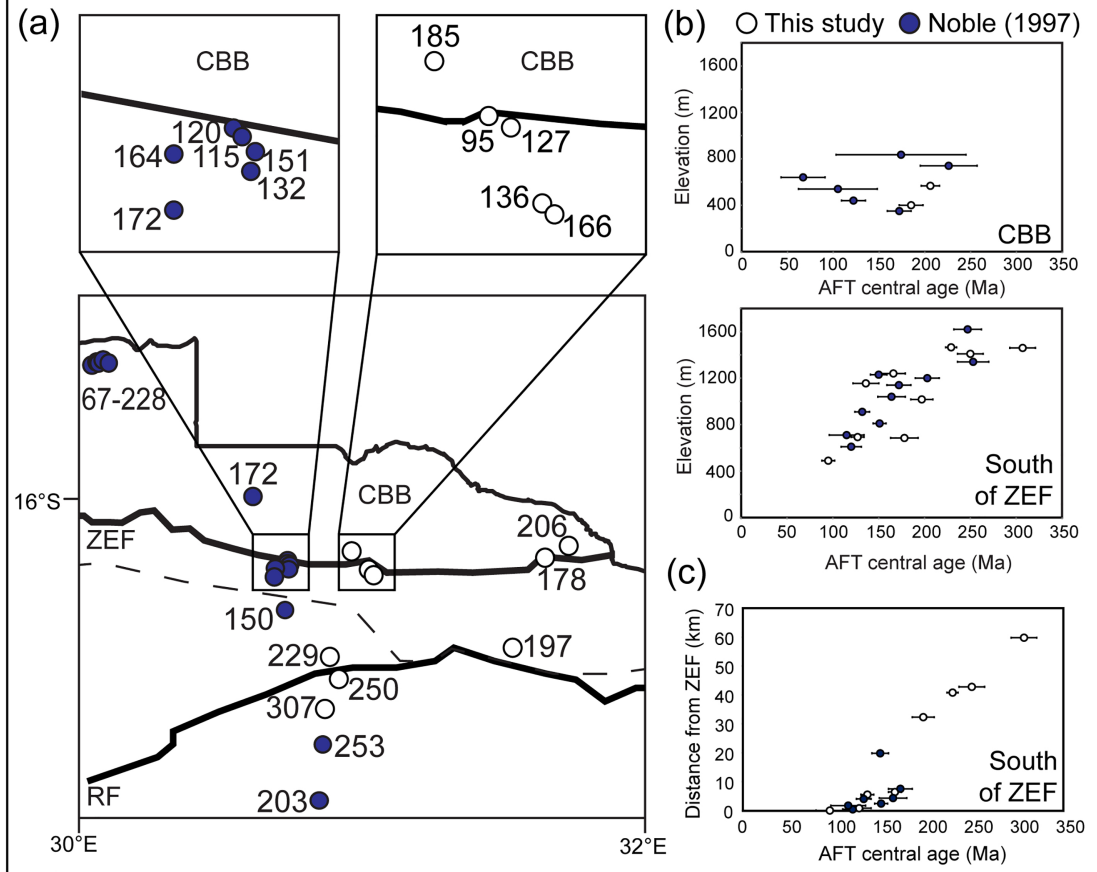 (a)
CBB
120
164
115
151
132
172
185
CBB
95
127
136
166
67-228
172
CBB
16°S
ZEF
206
178
150
197
229
250
307
253
203
RF
30°E
32°E
(b)
This study
Noble (1997)
Elevation (m)
1600
1200
800
400
0
CBB
0 50 100 150 200 250 300 350
AFT central age (Ma)
Elevation (m)
1600
1200
800
400
0
South
of ZEF
0 50 100 150 200 250 300 350
AFT central age (Ma)
(c)
Distance from ZEF (km)
70
60
50
40
30
20
10
0
South
of ZEF
0 50 100 150 200 250 300 350
AFT central age (Ma)